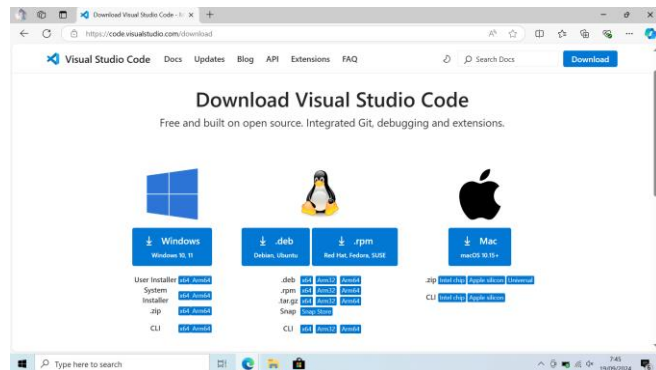 Download Visual Studio Code -
https://code.visualstudio.com/download
Visual Studio Code Docs Updates Blog API Extensions FAQ Search Docs Download
Download Visual Studio Code
Free and built on open source. Integrated Git, debugging and extensions.
Windows
Windows 10, 11
.deb
Debian, Ubuntu
.rpm
Red Hat, Fedora, SUSE
Mac
macOS 10.15+
User Installer x64 Arm64
System Installer x64 Arm64
.zip x64 Arm64
CLI x64 Arm64
.deb x64 Arm32 Arm64
.rpm x64 Arm32 Arm64
.tar.gz x64 Arm32 Arm64
Snap Snap Store
CLI x64 Arm32 Arm64
.zip Intel chip Apple silicon Universal
CLI Intel chip Apple silicon
Type here to search
7:45
19/09/2024